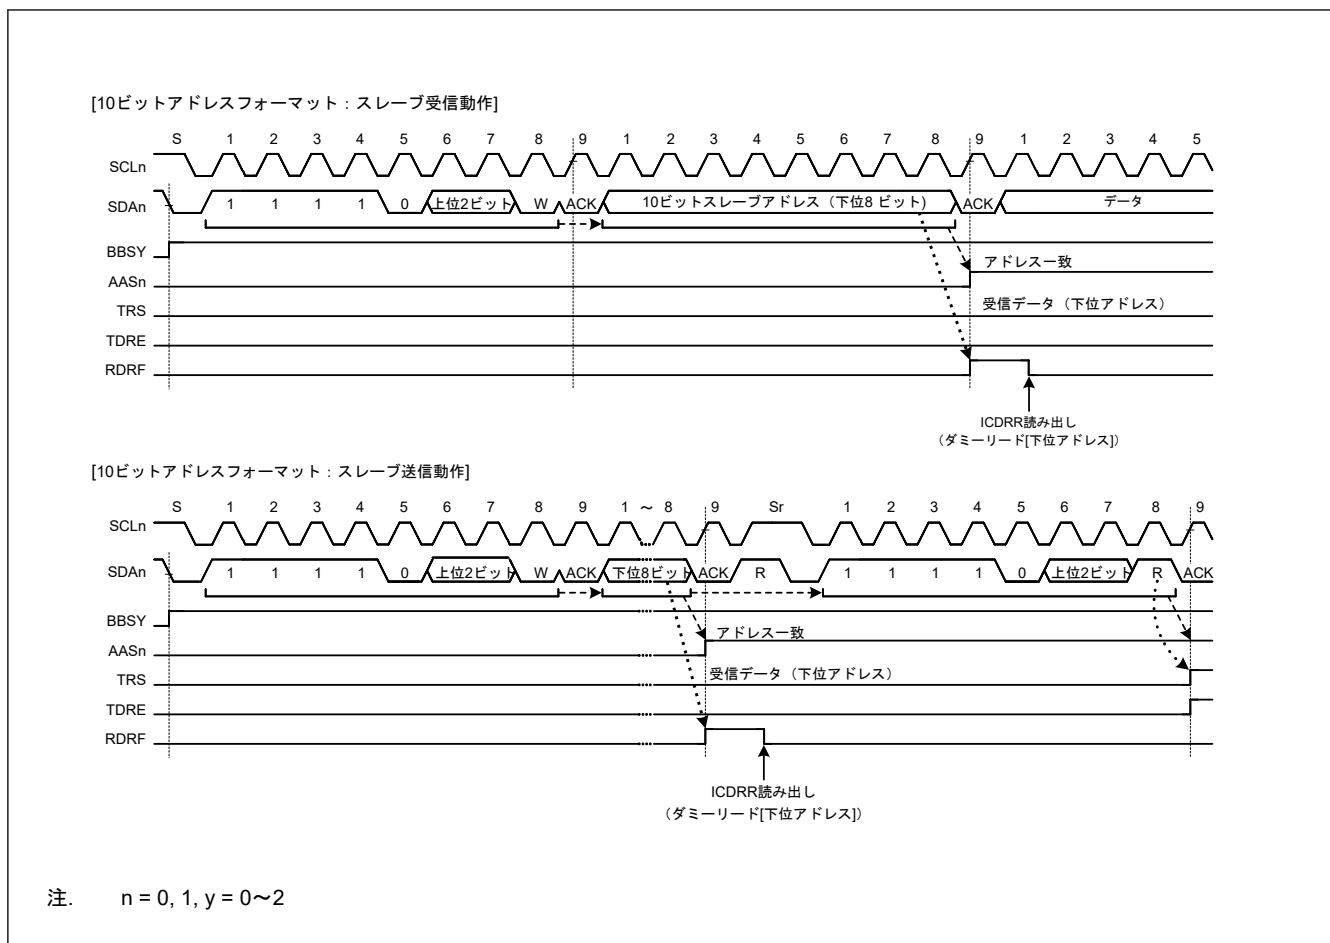 [10ビットアドレスフォーマット：スレーブ受信動作]
S 1 2 3 4 5 6 7 8 9 1 2 3 4 5 6 7 8 9 1 2 3 4 5
SCLn
SDAn 1 1 1 1 0 上位2ビット W ACK 10ビットスレーブアドレス（下位8 ビット) ACK データ
BBSY
アドレス一致
AASn
受信データ（下位アドレス）
TRS
TDRE
RDRF
ICDRR読み出し
（ダミーリード[下位アドレス]）
[10ビットアドレスフォーマット：スレーブ送信動作]
S 1 2 3 4 5 6 7 8 9 1 ～ 8 9 Sr 1 2 3 4 5 6 7 8 9
SCLn
SDAn 1 1 1 1 0 上位2ビット W ACK 下位8ビット ACK R 1 1 1 1 0 上位2ビット R ACK
BBSY
アドレス一致
AASn
受信データ（下位アドレス）
TRS
TDRE
RDRF
ICDRR読み出し
（ダミーリード[下位アドレス]）
注. n = 0, 1, y = 0～2